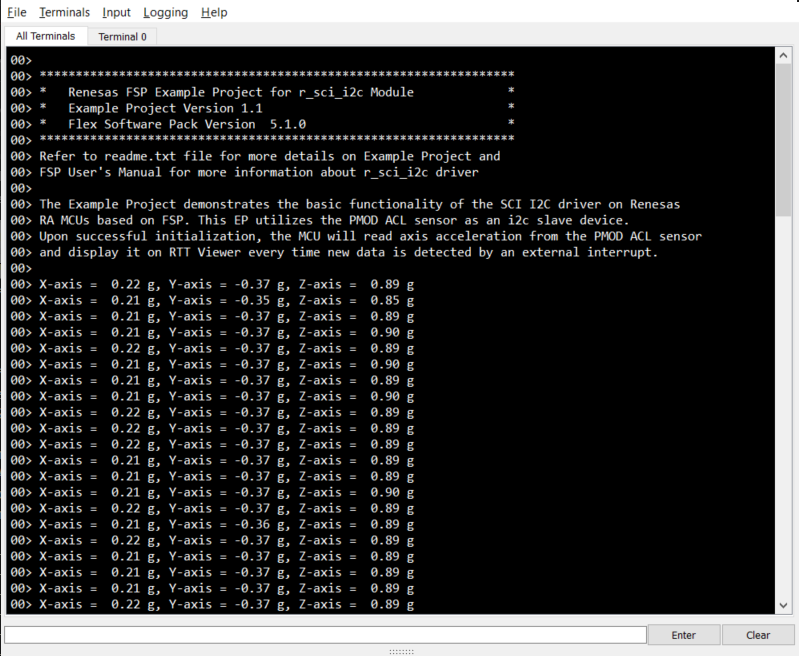 File Terminals Input Logging Help
All Terminals Terminal 0
00>
00> ******************************************************************
00> *   Renesas FSP Example Project for r_sci_i2c Module             *
00> *   Example Project Version 1.1                                  *
00> *   Flex Software Pack Version  5.1.0                            *
00> ******************************************************************
00> Refer to readme.txt file for more details on Example Project and
00> FSP User's Manual for more information about r_sci_i2c driver
00>
00> The Example Project demonstrates the basic functionality of the SCI I2C driver on Renesas
00> RA MCUs based on FSP. This EP utilizes the PMOD ACL sensor as an i2c slave device.
00> Upon successful initialization, the MCU will read axis acceleration from the PMOD ACL sensor
00> and display it on RTT Viewer every time new data is detected by an external interrupt.
00>
00> X-axis =  0.22 g, Y-axis = -0.37 g, Z-axis =  0.89 g
00> X-axis =  0.21 g, Y-axis = -0.35 g, Z-axis =  0.85 g
00> X-axis =  0.21 g, Y-axis = -0.37 g, Z-axis =  0.89 g
00> X-axis =  0.21 g, Y-axis = -0.37 g, Z-axis =  0.90 g
00> X-axis =  0.22 g, Y-axis = -0.37 g, Z-axis =  0.89 g
00> X-axis =  0.21 g, Y-axis = -0.37 g, Z-axis =  0.90 g
00> X-axis =  0.21 g, Y-axis = -0.37 g, Z-axis =  0.89 g
00> X-axis =  0.21 g, Y-axis = -0.37 g, Z-axis =  0.90 g
00> X-axis =  0.22 g, Y-axis = -0.37 g, Z-axis =  0.89 g
00> X-axis =  0.22 g, Y-axis = -0.37 g, Z-axis =  0.89 g
00> X-axis =  0.22 g, Y-axis = -0.37 g, Z-axis =  0.89 g
00> X-axis =  0.21 g, Y-axis = -0.37 g, Z-axis =  0.89 g
00> X-axis =  0.21 g, Y-axis = -0.37 g, Z-axis =  0.89 g
00> X-axis =  0.21 g, Y-axis = -0.37 g, Z-axis =  0.90 g
00> X-axis =  0.22 g, Y-axis = -0.37 g, Z-axis =  0.89 g
00> X-axis =  0.21 g, Y-axis = -0.36 g, Z-axis =  0.89 g
00> X-axis =  0.22 g, Y-axis = -0.37 g, Z-axis =  0.89 g
00> X-axis =  0.21 g, Y-axis = -0.37 g, Z-axis =  0.89 g
00> X-axis =  0.21 g, Y-axis = -0.37 g, Z-axis =  0.89 g
00> X-axis =  0.21 g, Y-axis = -0.37 g, Z-axis =  0.89 g
00> X-axis =  0.22 g, Y-axis = -0.37 g, Z-axis =  0.89 g
Enter Clear